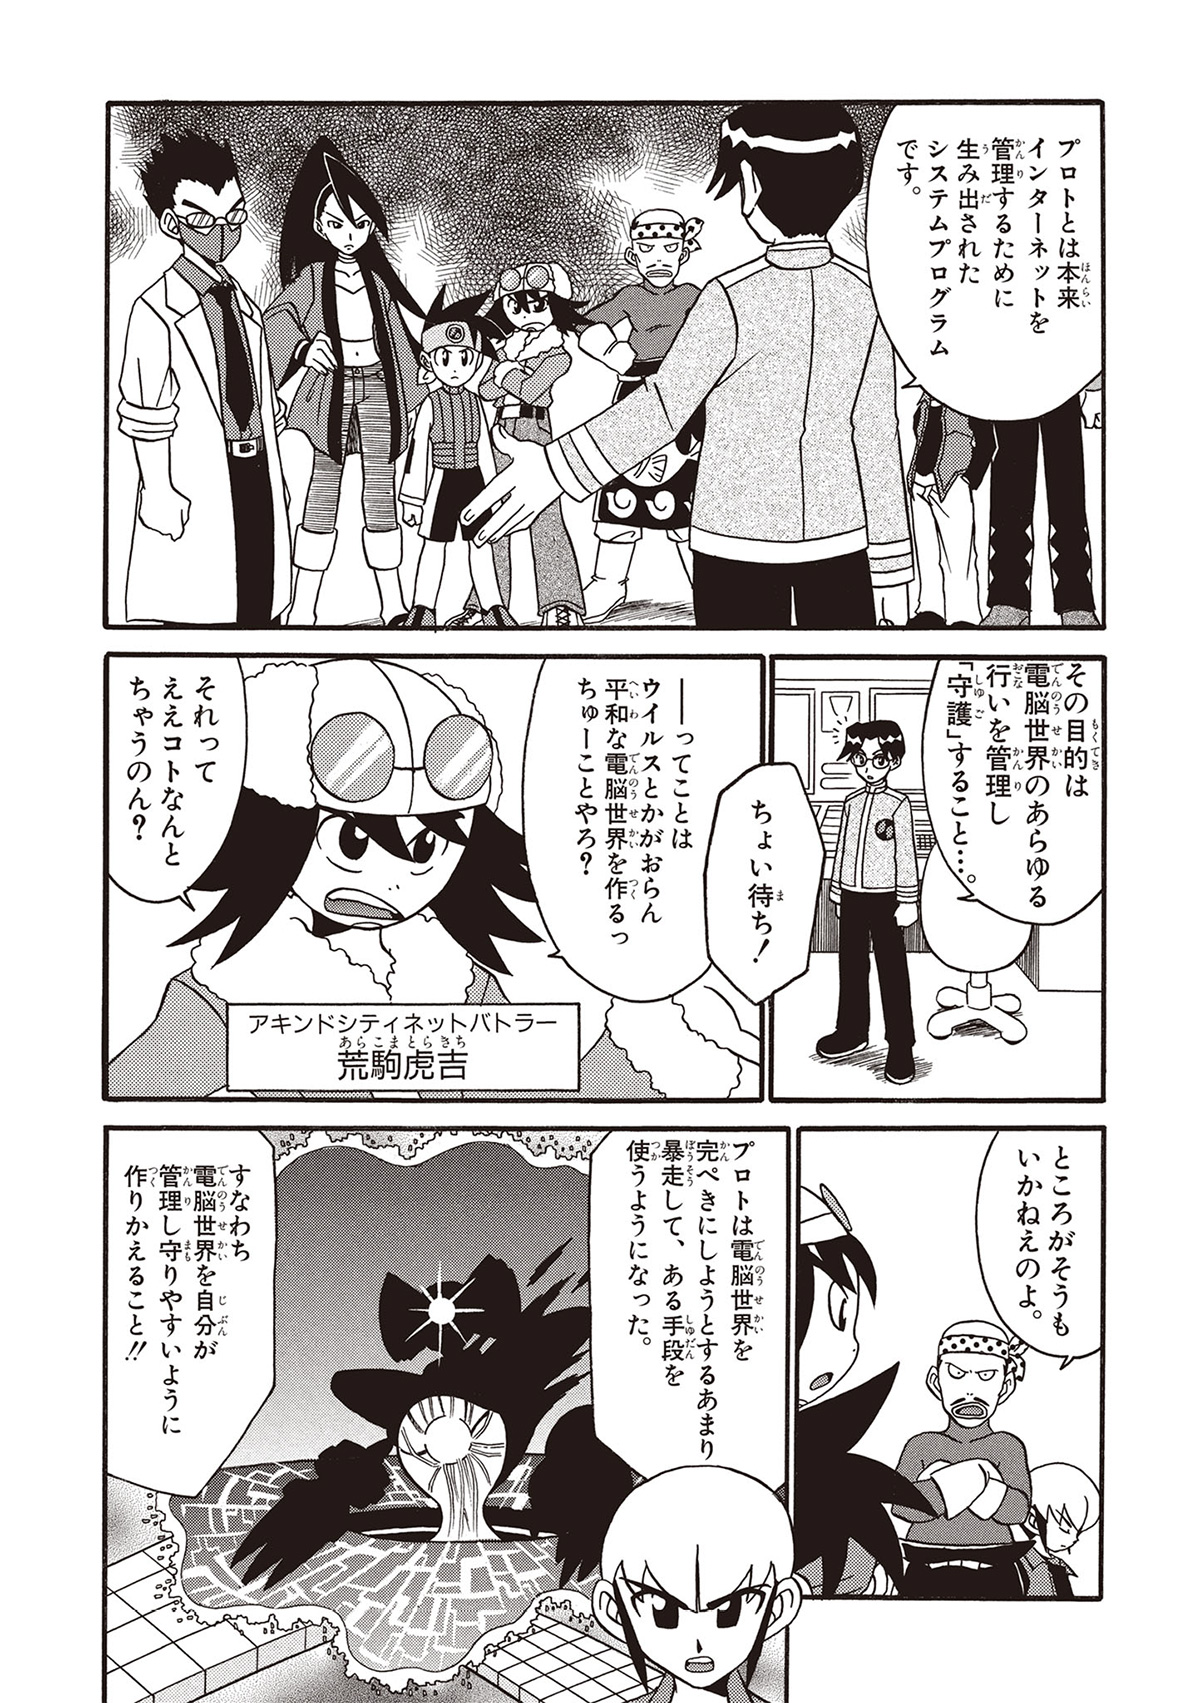 プロトとは本来
インターネットを
管理するために
生み出された
システムプログラム
です。
その目的は
電脳世界のあらゆる
行いを管理し
「守護」すること…。
ちょい待ち!
――ってことは
ウイルスとかがおらん
平和な電脳世界を作るっ
ちゅーことやろ?
それって
ええコトなんと
ちゃうのん?
アキンドシティネットバトラー
荒駒虎吉
ところがそうも
いかねえのよ。
プロトは電脳世界を
完ぺきにしようとするあまり
暴走して、ある手段を
使うようになった。
すなわち
電脳世界を自分が
管理し守りやすいように
作りかえること!!